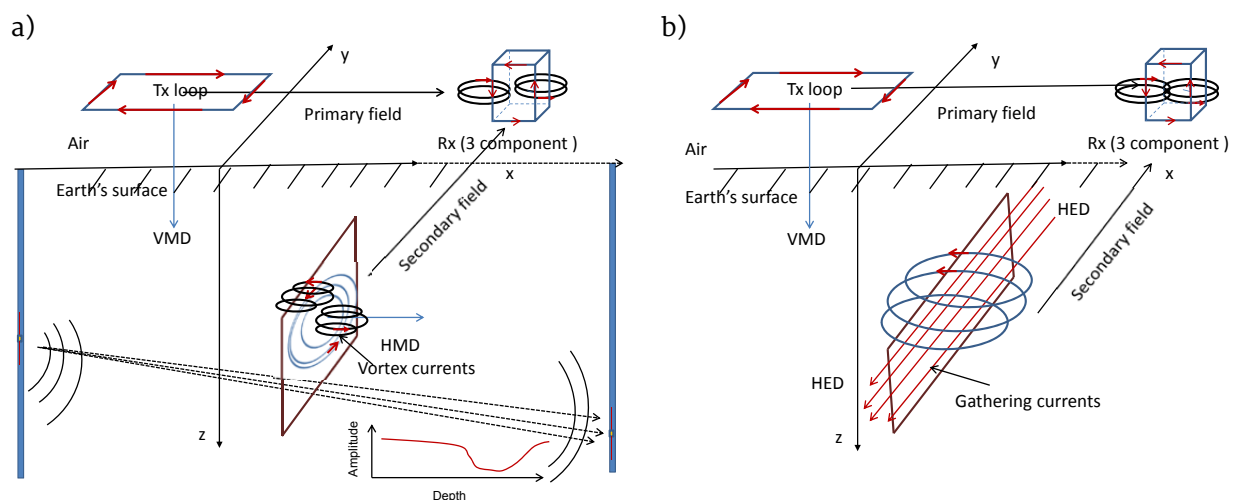 a)
y
Tx loop
Primary field
Air
Rx (3 component )
x
Earth's surface
VMD
Secondary field
HMD
Vortex currents
z
Amplitude
Depth
b)
y
Tx loop
Primary field
Air
Rx (3 component )
x
Earth's surface
HED
VMD
Secondary field
HED
Gathering currents
z